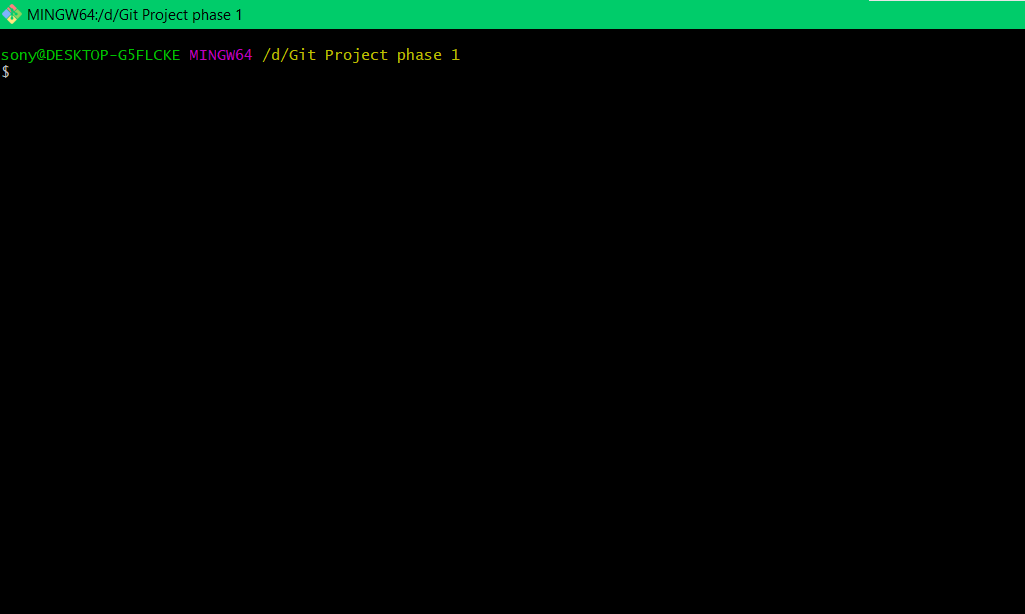 MINGW64:/d/Git Project phase 1
sony@DESKTOP-G5FLCKE MINGW64 /d/Git Project phase 1
$